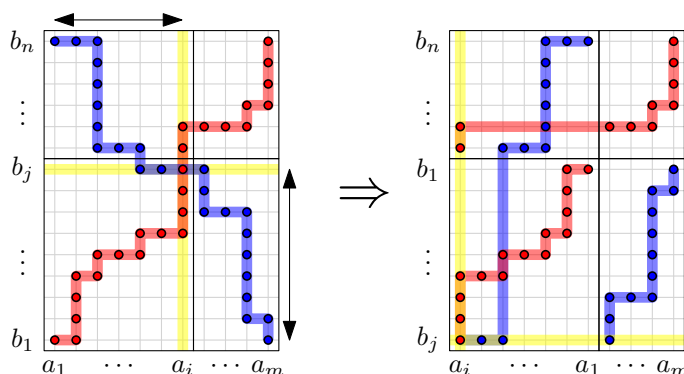 b_n
⋮
b_j
⋮
b_1
a_1 ⋯ a_i ⋯ a_m
⇒
b_n
⋮
b_1
⋮
b_j
a_i ⋯ a_1 ⋯ a_m